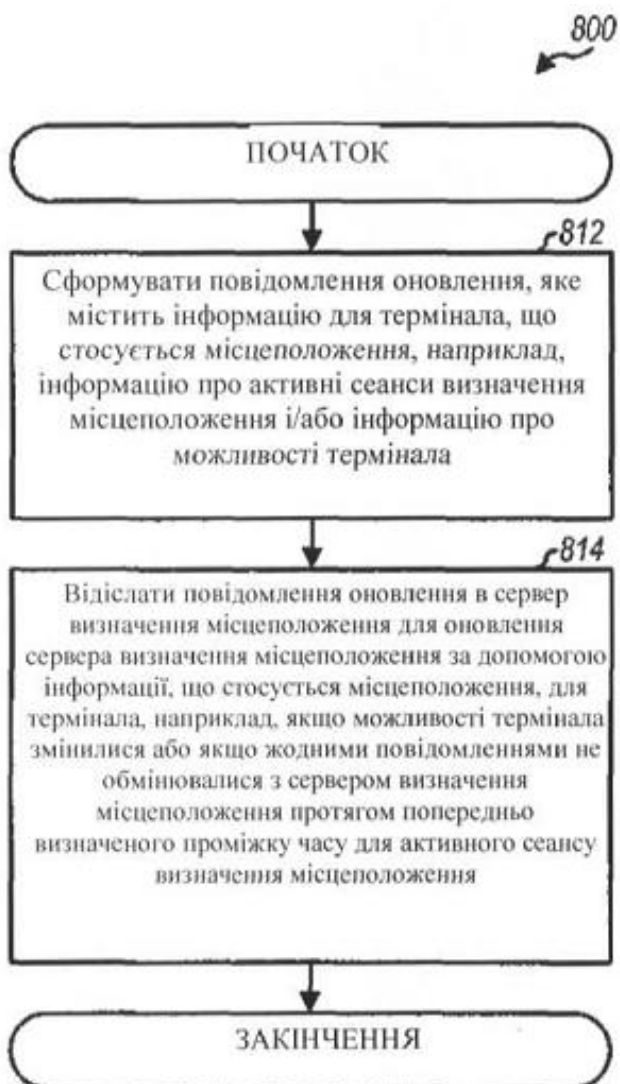 800
ПОЧАТОК
812
Сформувати повідомлення оновлення, яке
містить інформацію для термінала, що
стосується місцеположення, наприклад,
інформацію про активні сеанси визначення
місцеположення і/або інформацію про
можливості термінала
814
Відіслати повідомлення оновлення в сервер
визначення місцеположення для оновлення
сервера визначення місцеположення за допомогою
інформації, що стосується місцеположення, для
термінала, наприклад, якщо можливості термінала
змінилися або якщо жодними повідомленнями не
обмінювалися з сервером визначення
місцеположення протягом попередньо
визначеного проміжку часу для активного сеансу
визначення місцеположення
ЗАКІНЧЕННЯ